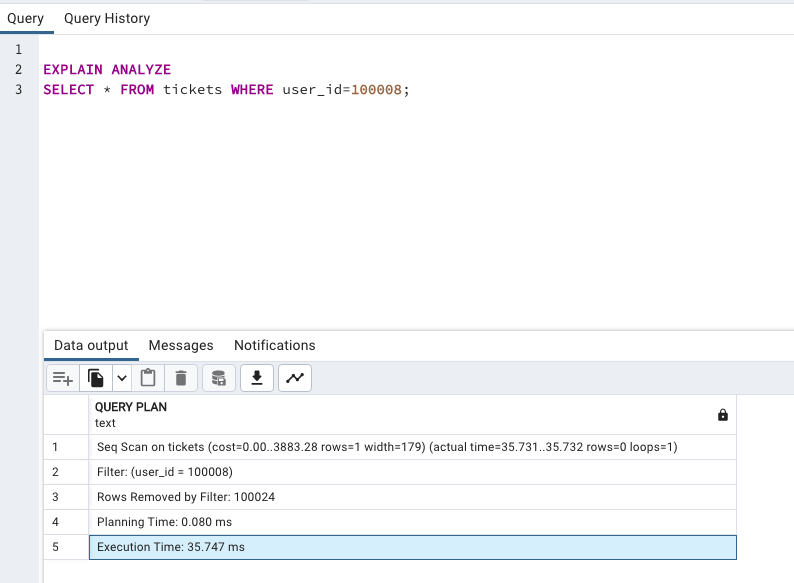 Query Query History
1
2 EXPLAIN ANALYZE
3 SELECT * FROM tickets WHERE user_id=100008;
Data output Messages Notifications
QUERY PLAN
text
1 Seq Scan on tickets (cost=0.00..3883.28 rows=1 width=179) (actual time=35.731..35.732 rows=0 loops=1)
2 Filter: (user_id = 100008)
3 Rows Removed by Filter: 100024
4 Planning Time: 0.080 ms
5 Execution Time: 35.747 ms